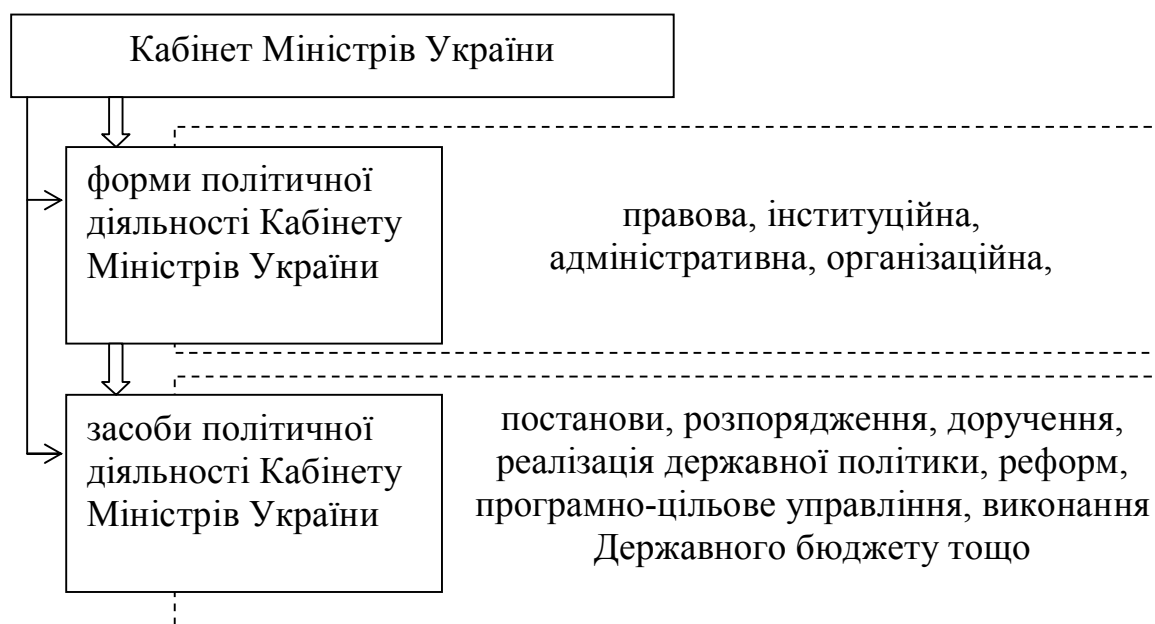 Кабінет Міністрів України
форми політичної
діяльності Кабінету
Міністрів України
правова, інституційна,
адміністративна, організаційна,
засоби політичної
діяльності Кабінету
Міністрів України
постанови, розпорядження, доручення,
реалізація державної політики, реформ,
програмно-цільове управління, виконання
Державного бюджету тощо